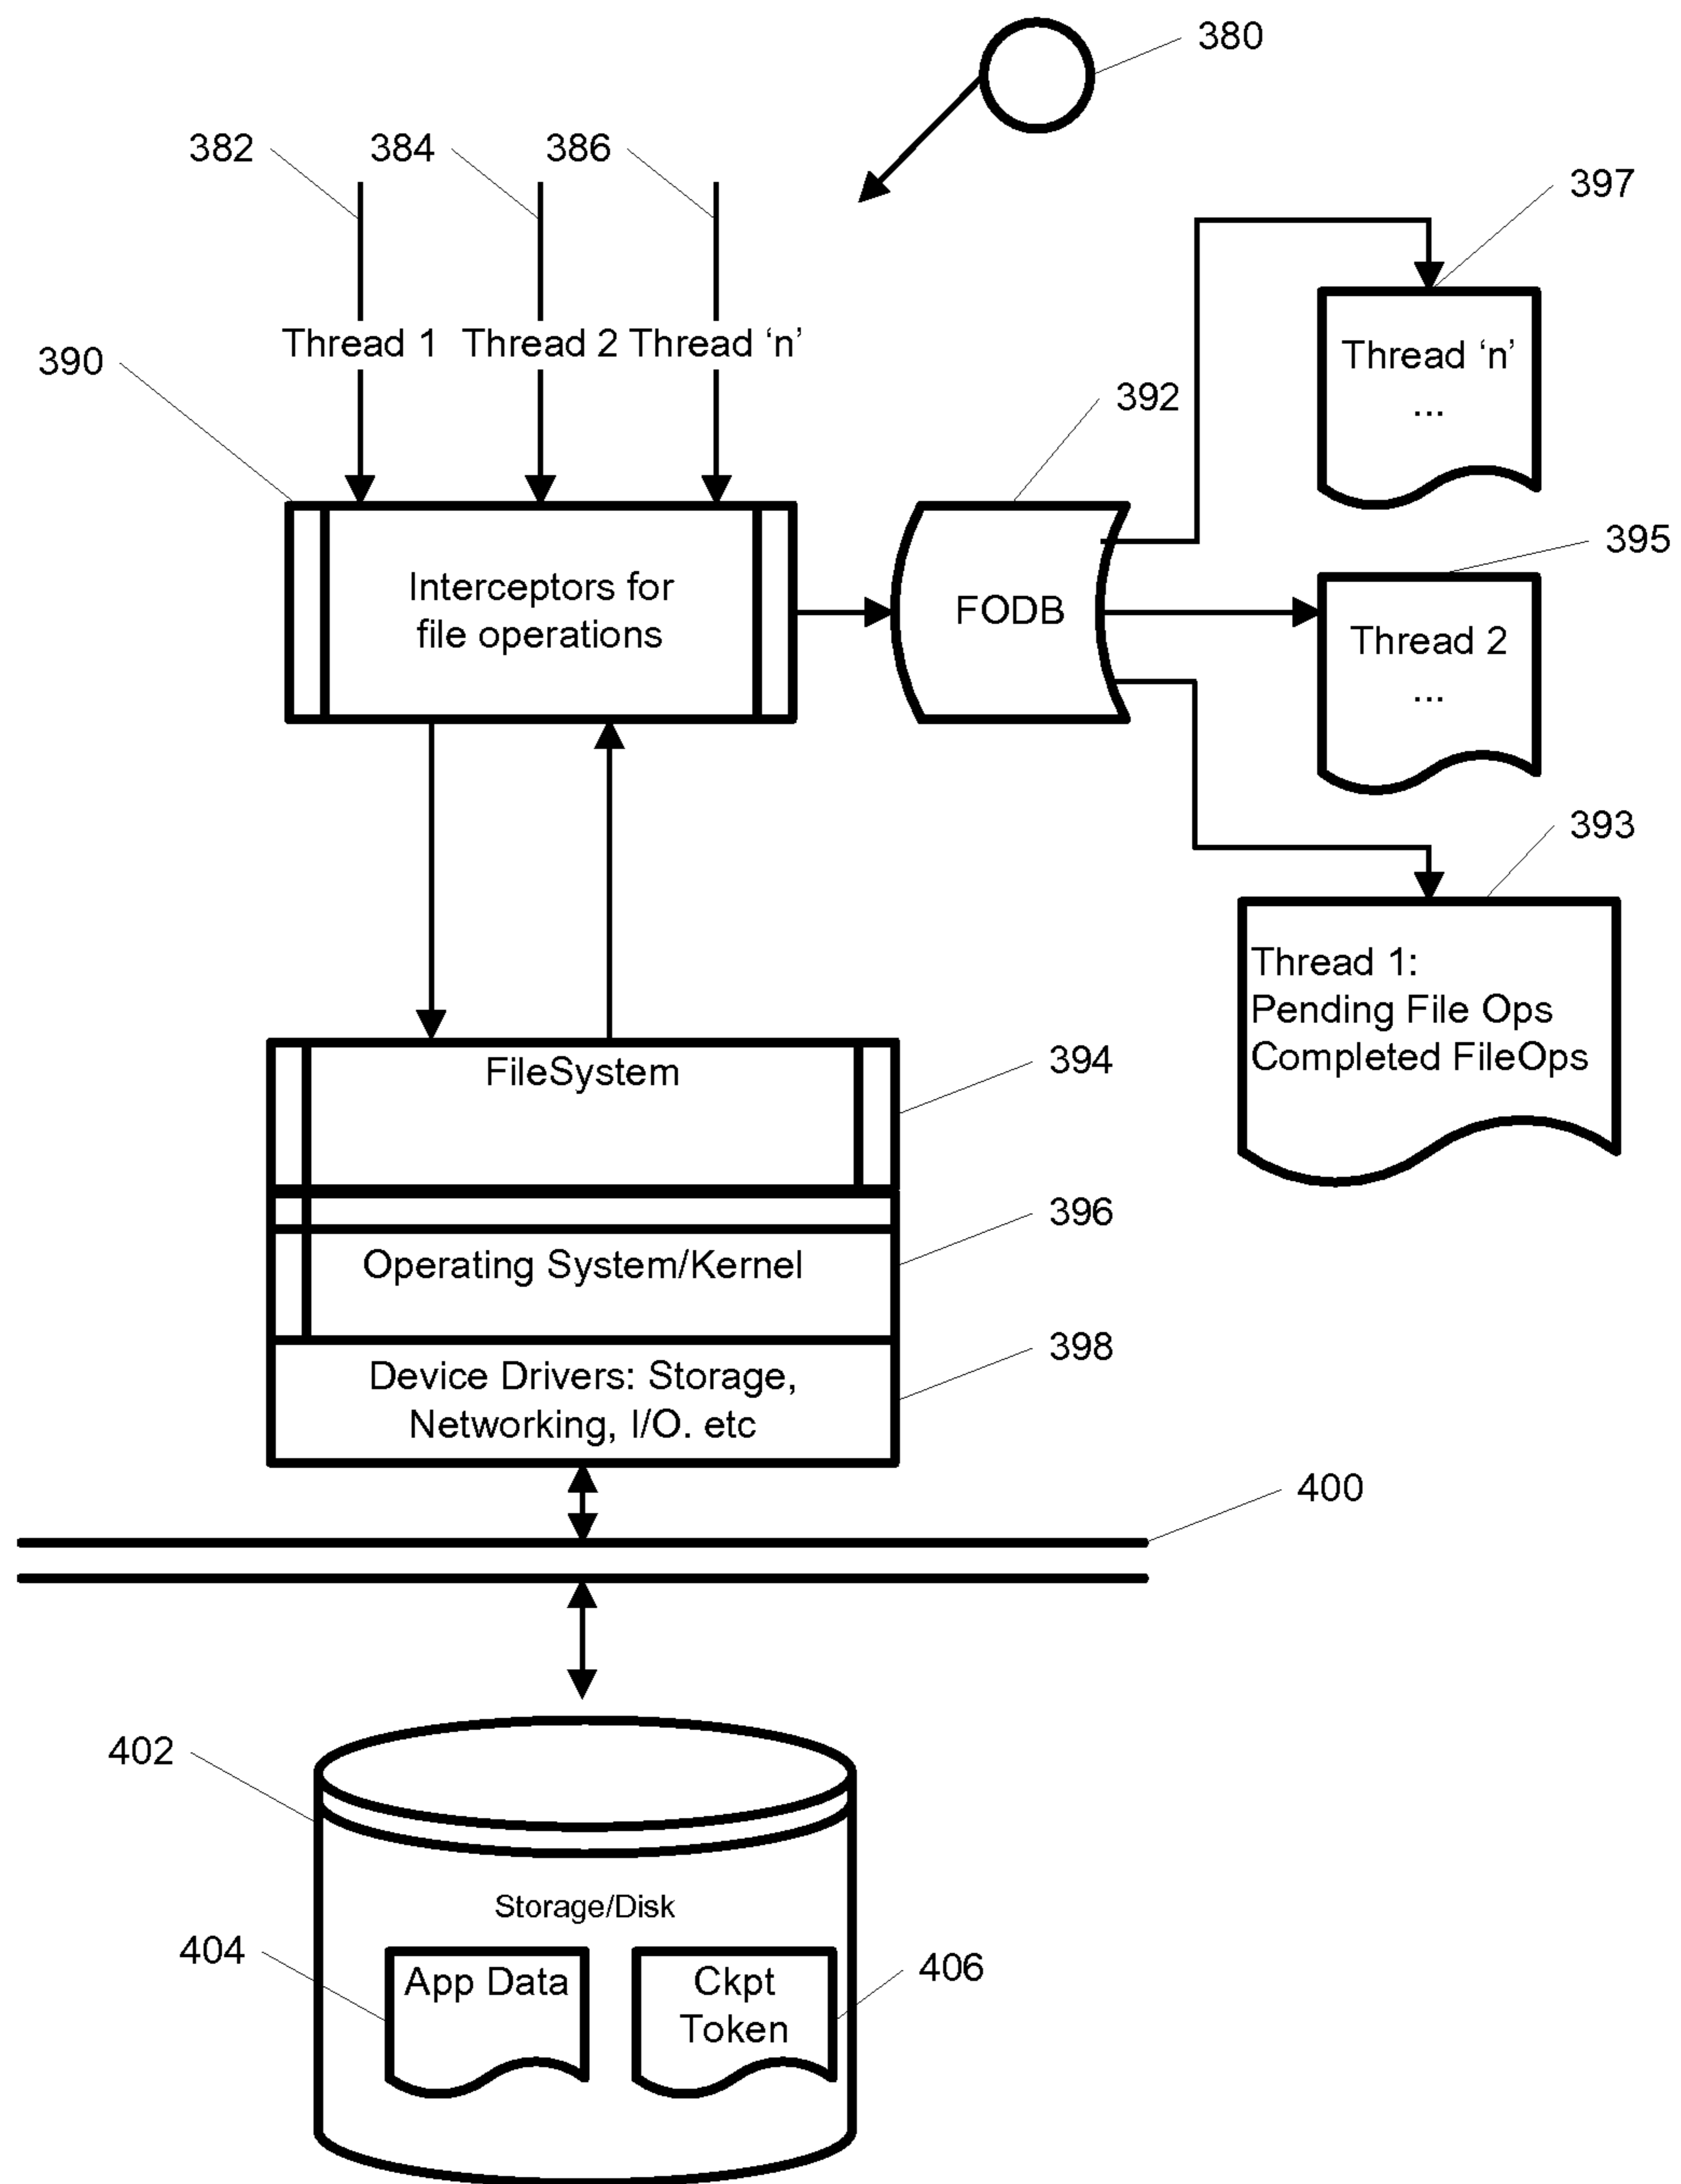 380
382
384
386
397
Thread 1
Thread 2
Thread ‘n’
390
Thread ‘n’
...
392
Interceptors for
file operations
FODB
395
Thread 2
...
393
Thread 1:
Pending File Ops
Completed FileOps
FileSystem
394
Operating System/Kernel
396
Device Drivers: Storage,
Networking, I/O. etc
398
400
402
Storage/Disk
404
App Data
Ckpt
Token
406